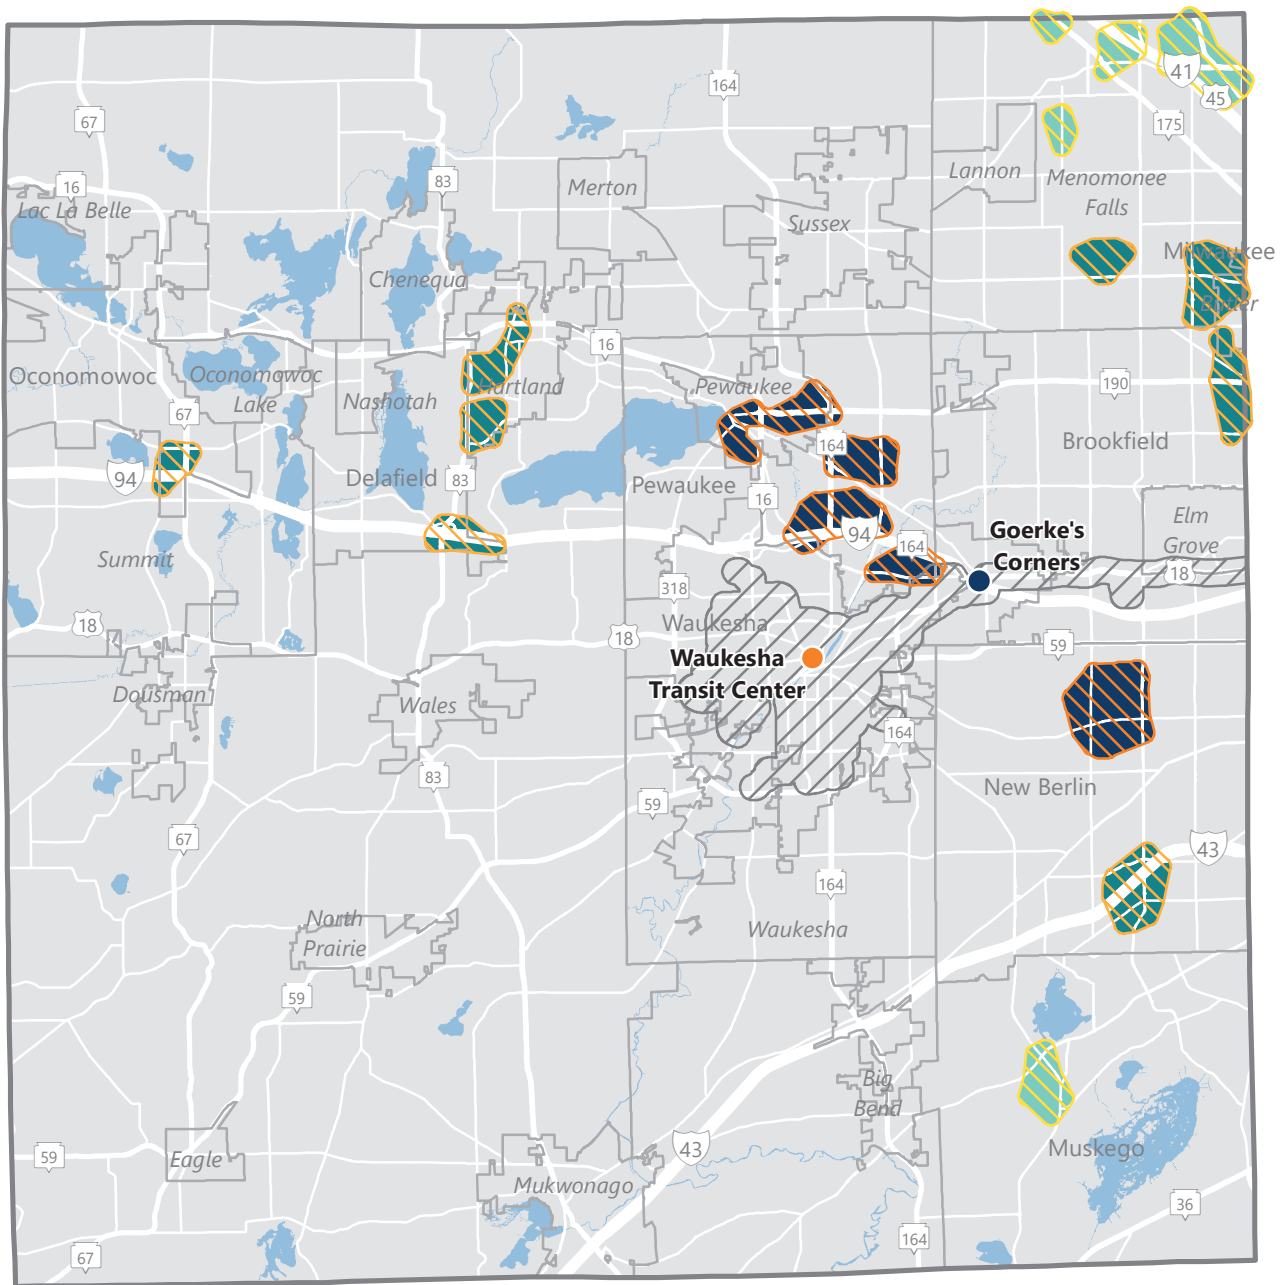 41
45
67
164
175
Lannon
Menomonee
Falls
16
83
Merton
Lac La Belle
Sussex
Milwaukee
Chenequa
Butler
16
Oconomowoc
Oconomowoc
Lake
Nashotah
Hartland
Pewaukee
190
67
164
Brookfield
94
Delafield
83
Pewaukee
16
94
164
Goerke's
Corners
Elm
Grove
18
Summit
318
18
Waukesha
18
59
Waukesha
Transit Center
Dousman
Wales
164
83
59
New Berlin
67
43
164
North
Prairie
Waukesha
59
Big
Bend
59
Eagle
43
Muskego
Mukwonago
36
67
164